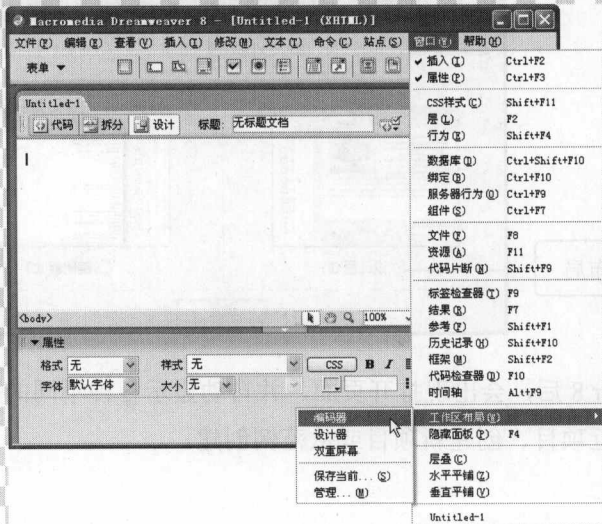 Macromedia Dreamweaver 8 - [Untitled-1 (XHTML)]
文件(F) 编辑(E) 查看(V) 插入(I) 修改(M) 文本(T) 命令(C) 站点(S) 窗口(W) 帮助(H)
表单
Untitled-1
代码 拆分 设计 标题: 无标题文档
<body> 100%
属性
格式 无 样式 无 CSS B I
字体 默认字体 大小 无
插入(I) Ctrl+F2
属性(P) Ctrl+F3
CSS样式(C) Shift+F11
层(L) F2
行为(E) Shift+F4
数据库(D) Ctrl+Shift+F10
绑定(B) Ctrl+F10
服务器行为(O) Ctrl+F9
组件(S) Ctrl+F7
文件(F) F8
资源(A) F11
代码片断(N) Shift+F9
标签检查器(T) F9
结果(R) F7
参考(F) Shift+F1
历史记录(H) Shift+F10
框架(M) Shift+F2
代码检查器(D) F10
时间轴 Alt+F9
工作区布局(W)
隐藏面板(P) F4
层叠(C)
水平平铺(Z)
垂直平铺(V)
Untitled-1
编码器
设计器
双重屏幕
保存当前...(S)
管理...(M)